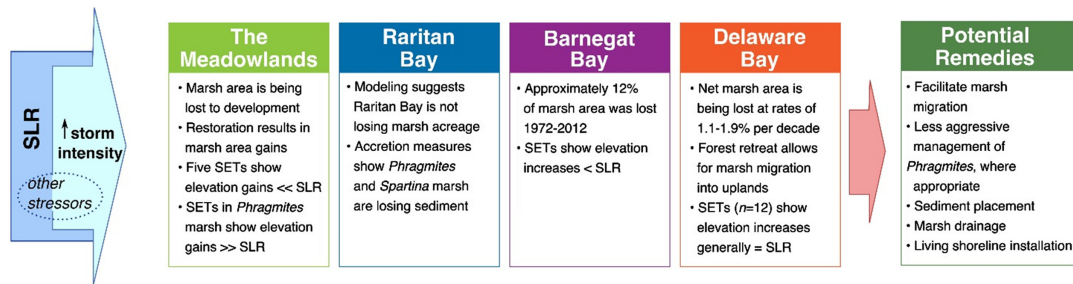 SLR
↑ storm
intensity
other
stressors
The
Meadowlands
• Marsh area is being
lost to development
• Restoration results in
marsh area gains
• Five SETs show
elevation gains << SLR
• SETs in Phragmites
marsh show elevation
gains >> SLR
Raritan
Bay
• Modeling suggests
Raritan Bay is not
losing marsh acreage
• Accretion measures
show Phragmites
and Spartina marsh
are losing sediment
Barnegat
Bay
• Approximately 12%
of marsh area was lost
1972-2012
• SETs show elevation
increases < SLR
Delaware
Bay
• Net marsh area is
being lost at rates of
1.1-1.9% per decade
• Forest retreat allows
for marsh migration
into uplands
• SETs (n=12) show
elevation increases
generally = SLR
Potential
Remedies
• Facilitate marsh
migration
• Less aggressive
management of
Phragmites, where
appropriate
• Sediment placement
• Marsh drainage
• Living shoreline installation